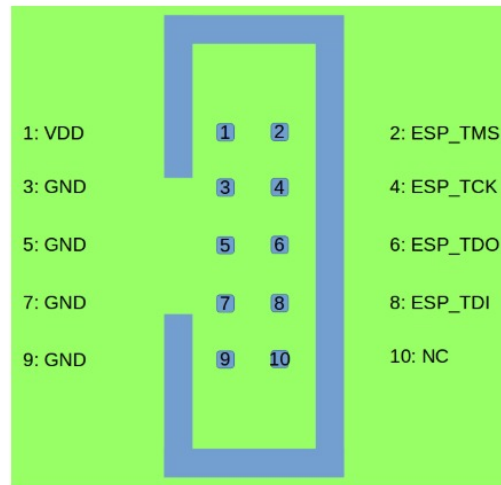 1: VDD 1 2 2: ESP_TMS
3: GND 3 4 4: ESP_TCK
5: GND 5 6 6: ESP_TDO
7: GND 7 8 8: ESP_TDI
9: GND 9 10 10: NC